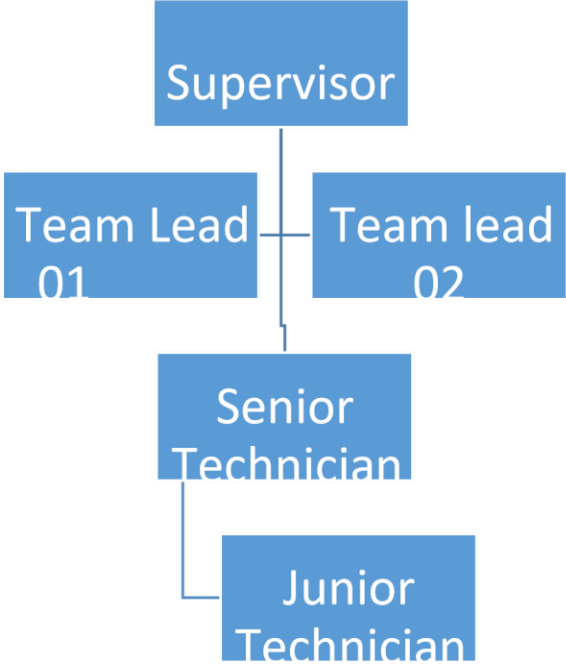 Supervisor
Team Lead
01
Team lead
02
Senior
Technician
Junior
Technician